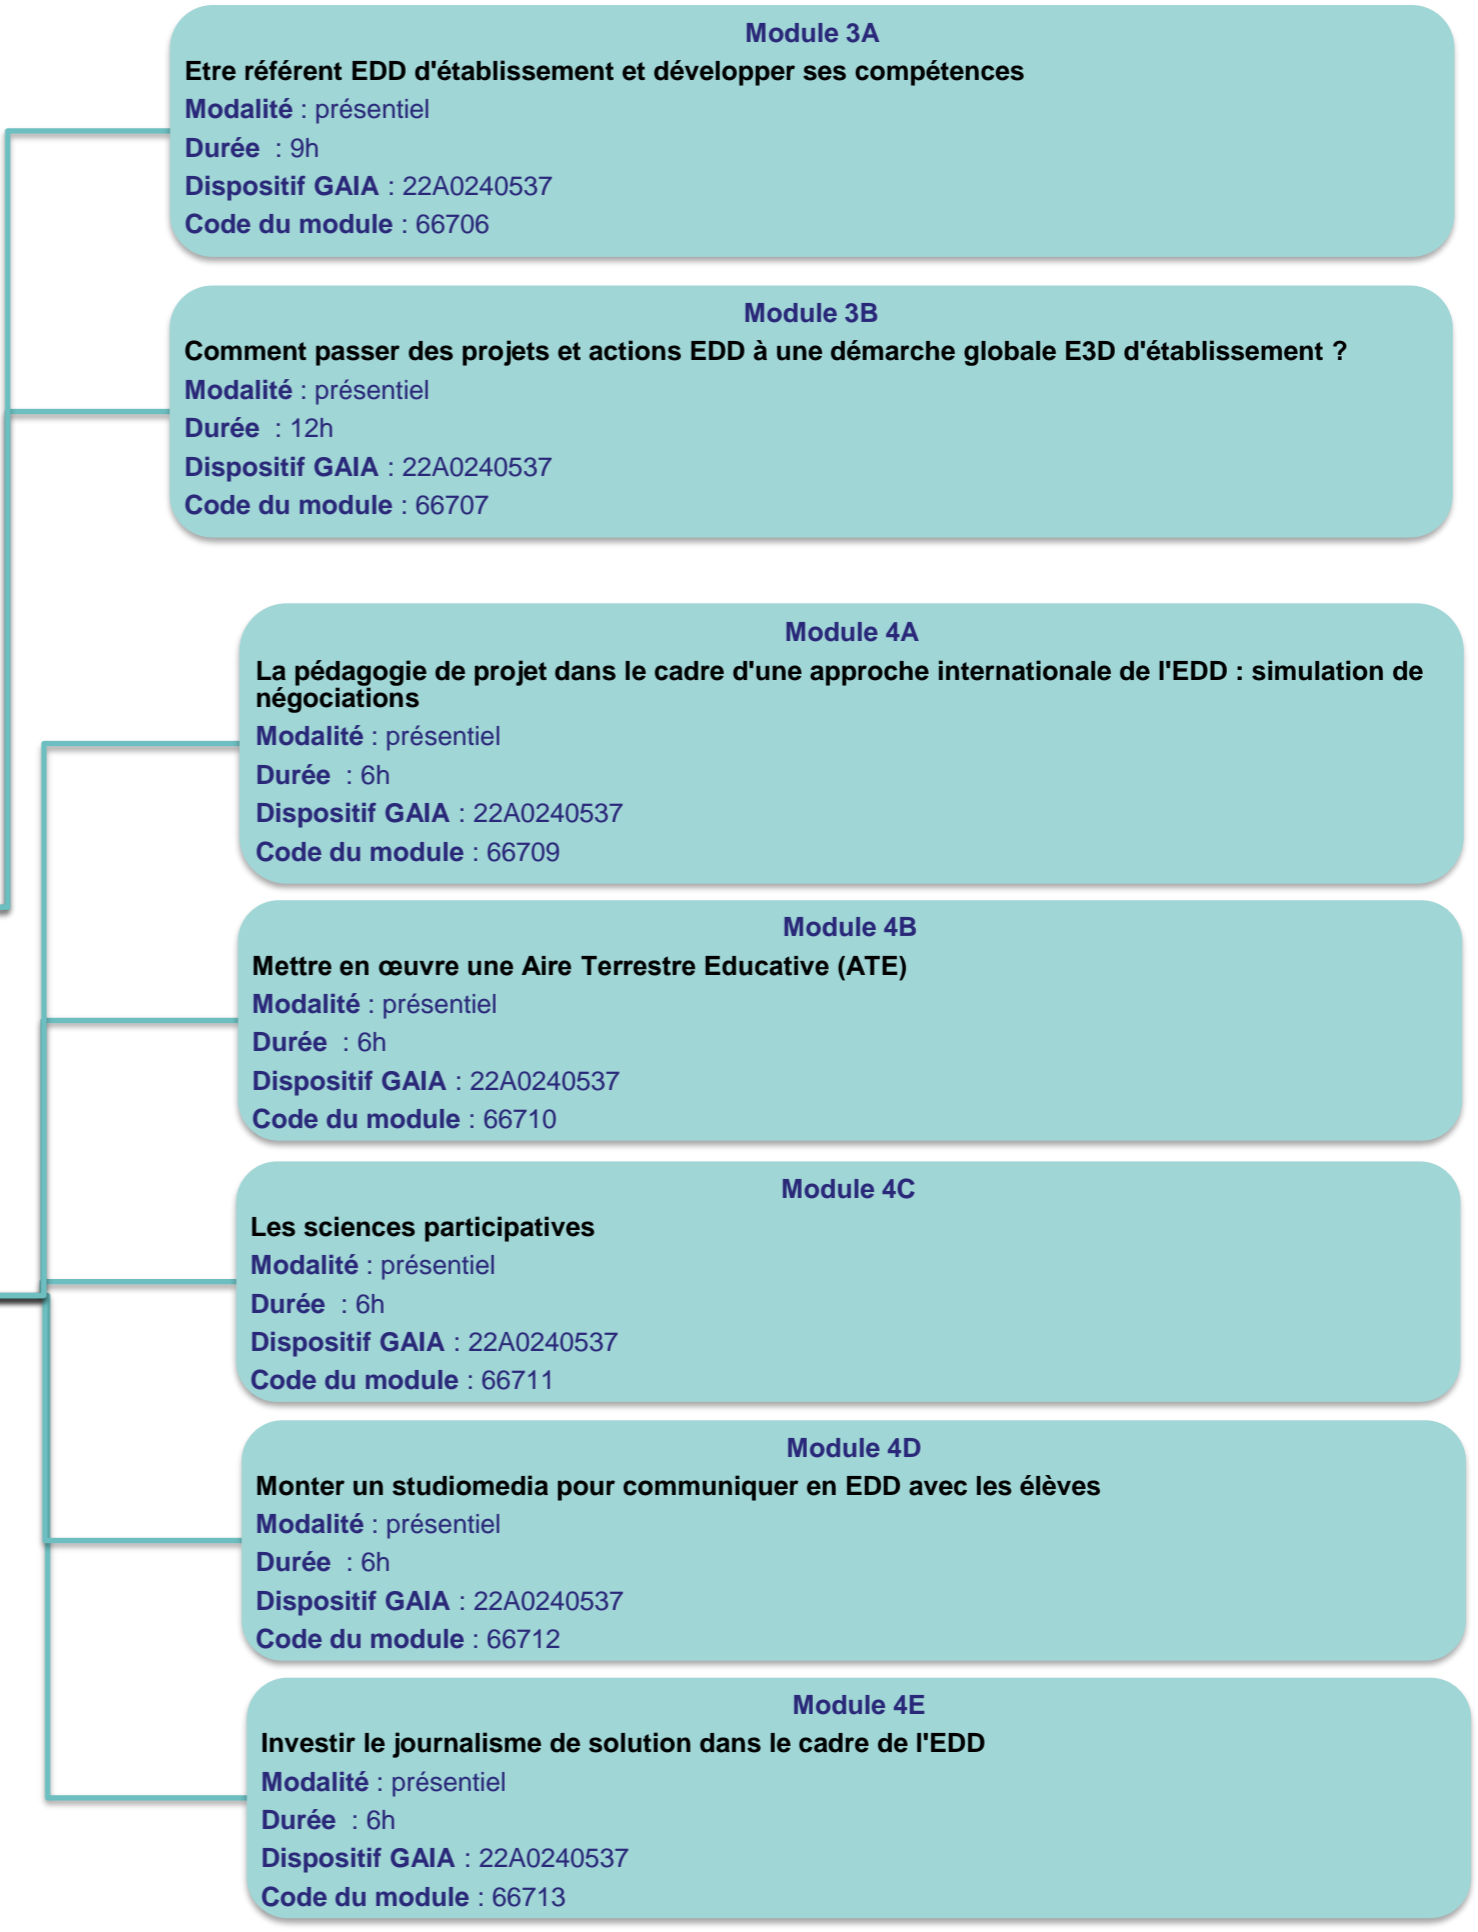 Module 3A
Etre référent EDD d'établissement et développer ses compétences
Modalité : présentiel
Durée  : 9h
Dispositif GAIA : 22A0240537
Code du module : 66706
Module 3B
Comment passer des projets et actions EDD à une démarche globale E3D d'établissement ?
Modalité : présentiel
Durée  : 12h
Dispositif GAIA : 22A0240537
Code du module : 66707
Module 4A
La pédagogie de projet dans le cadre d'une approche internationale de l'EDD : simulation de
négociations
Modalité : présentiel
Durée  : 6h
Dispositif GAIA : 22A0240537
Code du module : 66709
Module 4B
Mettre en œuvre une Aire Terrestre Educative (ATE)
Modalité : présentiel
Durée  : 6h
Dispositif GAIA : 22A0240537
Code du module : 66710
Module 4C
Les sciences participatives
Modalité : présentiel
Durée  : 6h
Dispositif GAIA : 22A0240537
Code du module : 66711
Module 4D
Monter un studiomedia pour communiquer en EDD avec les élèves
Modalité : présentiel
Durée  : 6h
Dispositif GAIA : 22A0240537
Code du module : 66712
Module 4E
Investir le journalisme de solution dans le cadre de l'EDD
Modalité : présentiel
Durée  : 6h
Dispositif GAIA : 22A0240537
Code du module : 66713